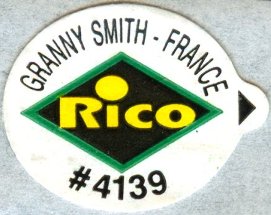 GRANNY SMITH - FRANCE
Rico
#4139